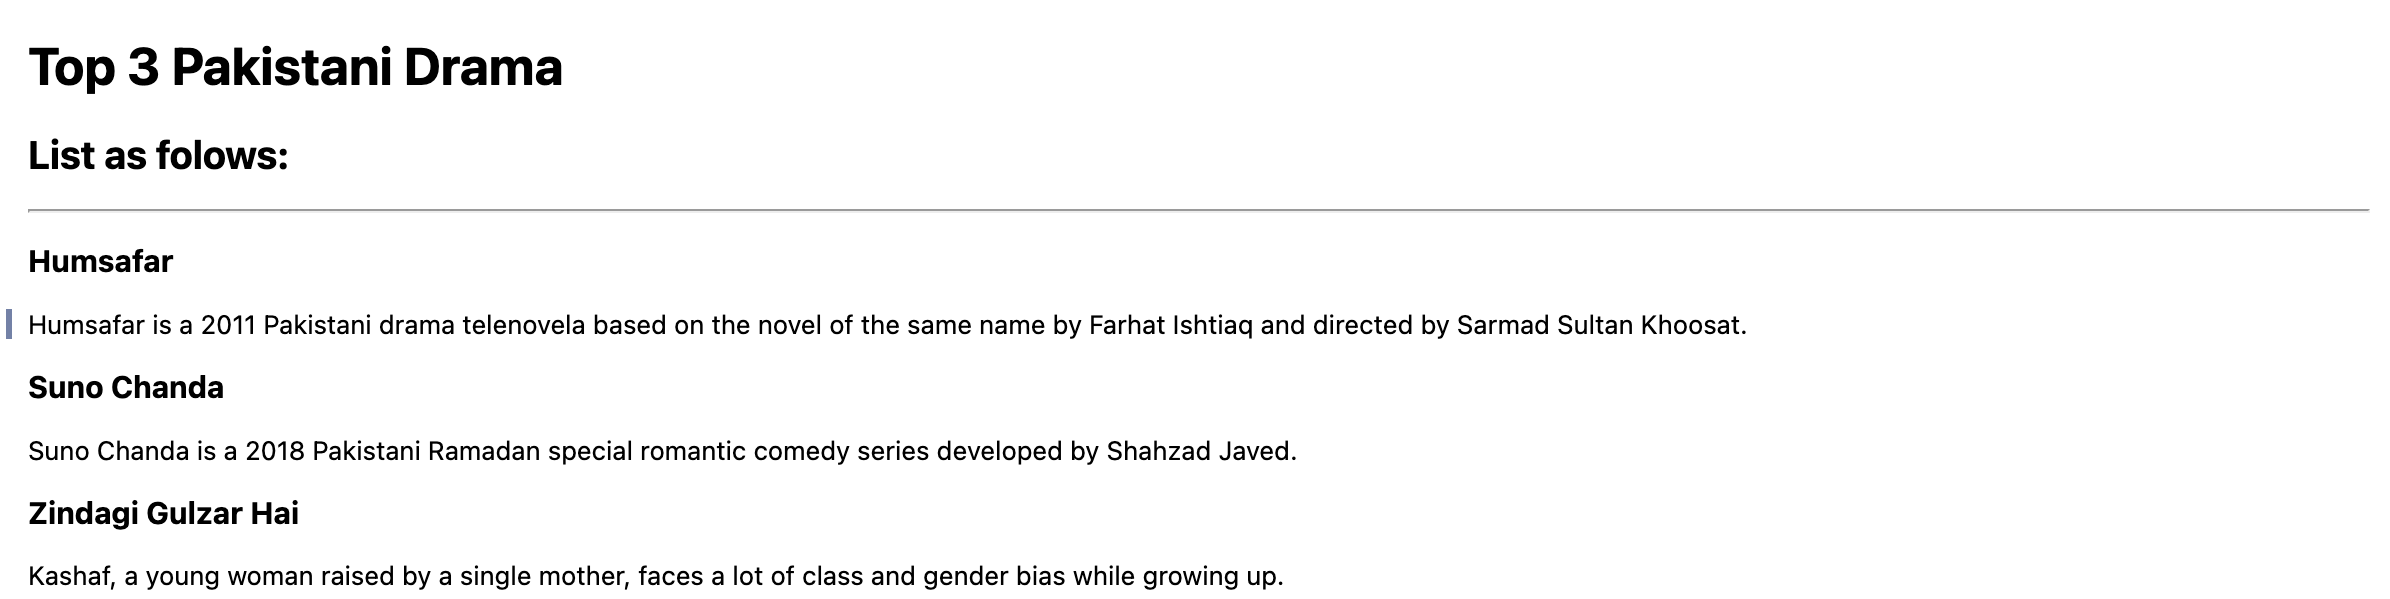 Top 3 Pakistani Drama
List as folows:
Humsafar
Humsafar is a 2011 Pakistani drama telenovela based on the novel of the same name by Farhat Ishtiaq and directed by Sarmad Sultan Khoosat.
Suno Chanda
Suno Chanda is a 2018 Pakistani Ramadan special romantic comedy series developed by Shahzad Javed.
Zindagi Gulzar Hai
Kashaf, a young woman raised by a single mother, faces a lot of class and gender bias while growing up.